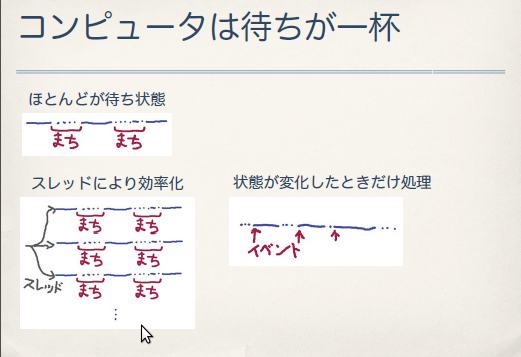 コンピュータは待ちが一杯
ほとんどが待ち状態
まち まち
スレッドにより効率化
まち まち
まち まち
スレッド まち まち
状態が変化したときだけ処理
イベント